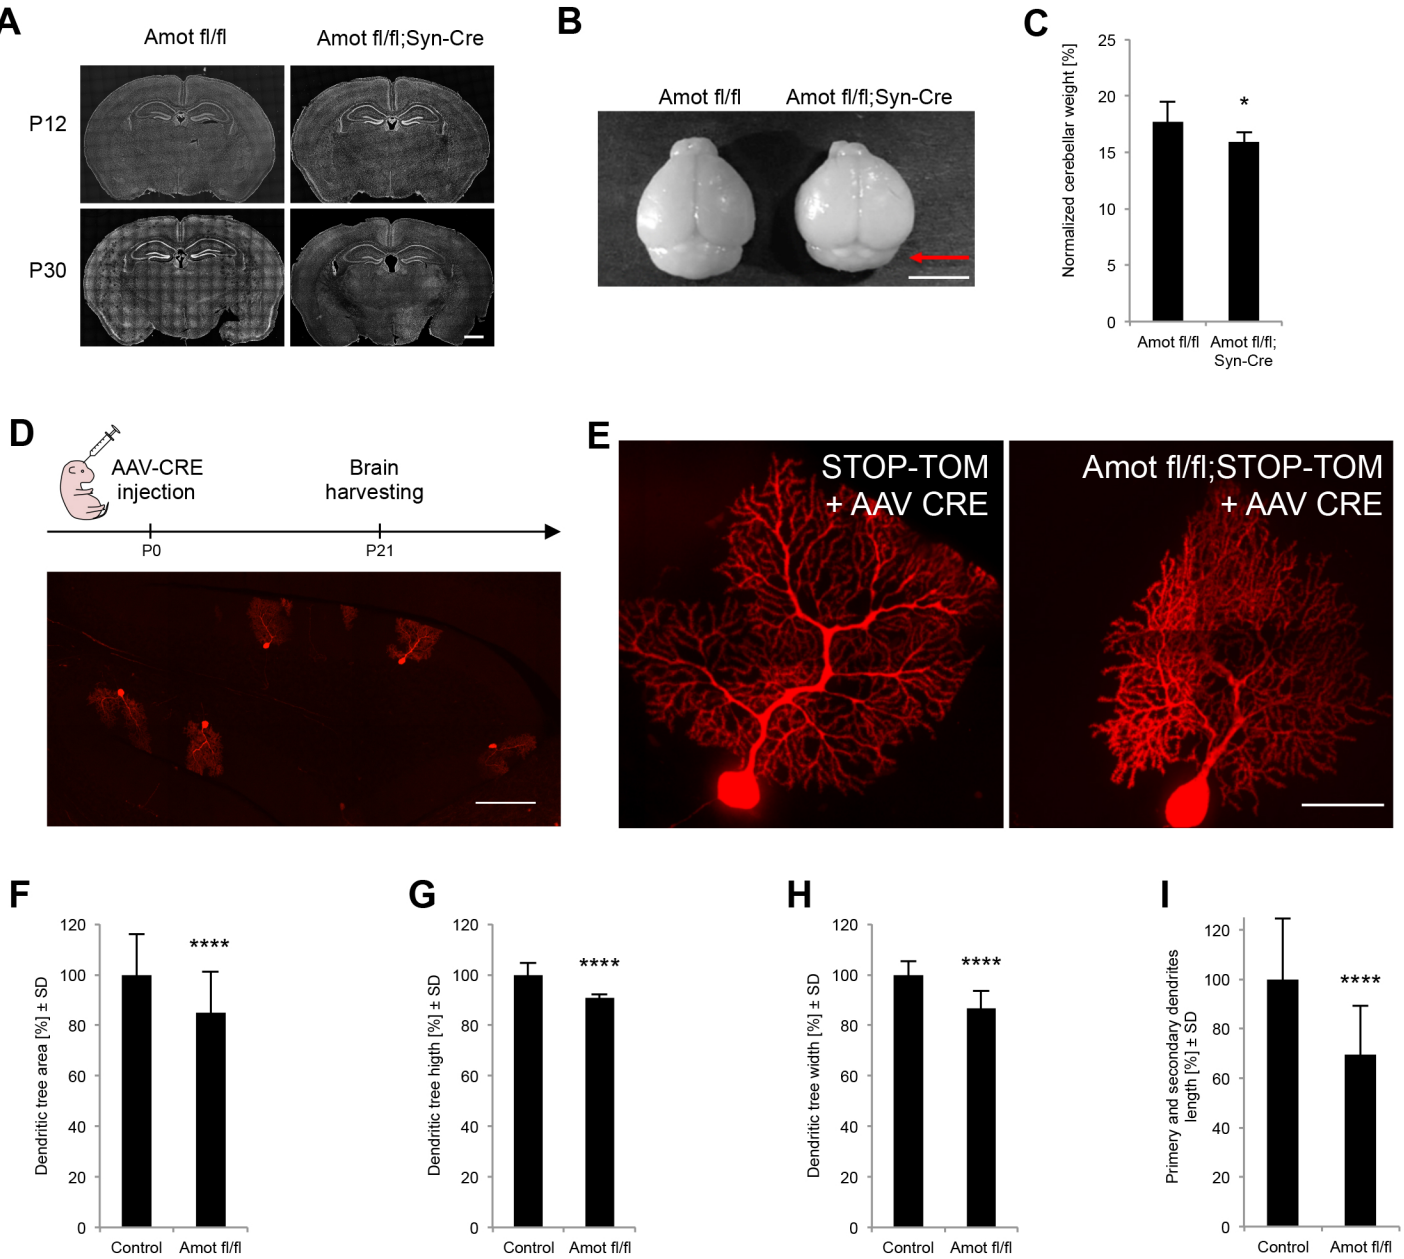 A
Amot fl/fl
Amot fl/fl;Syn-Cre
P12
P30
B
Amot fl/fl
Amot fl/fl;Syn-Cre
C
Normalized cerebellar weight [%]
25
20
15
10
5
0
*
Amot fl/fl
Amot fl/fl;
Syn-Cre
D
AAV-CRE
injection
Brain
harvesting
P0
P21
E
STOP-TOM
+ AAV CRE
Amot fl/fl;STOP-TOM
+ AAV CRE
F
Dendritic tree area [%] ± SD
120
100
80
60
40
20
0
****
Control
Amot fl/fl
G
Dendritic tree higth [%] ± SD
120
100
80
60
40
20
0
****
Control
Amot fl/fl
H
Dendritic tree width [%] ± SD
120
100
80
60
40
20
0
****
Control
Amot fl/fl
I
Primery and secondary dendrites
length [%] ± SD
120
100
80
60
40
20
0
****
Control
Amot fl/fl